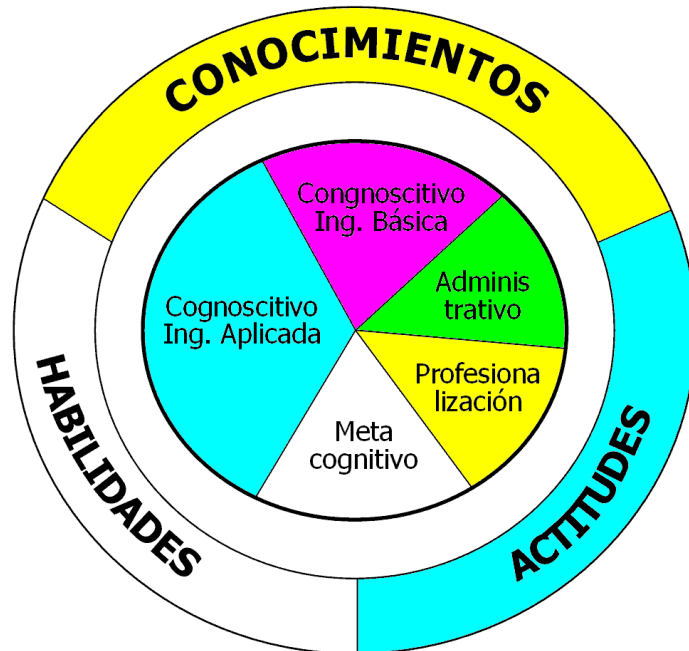 CONOCIMIENTOS
Congnoscitivo
Ing. Básica
Adminis
trativo
Cognoscitivo
Ing. Aplicada
Profesiona
lización
Meta
cognitivo
HABILIDADES
ACTITUDES